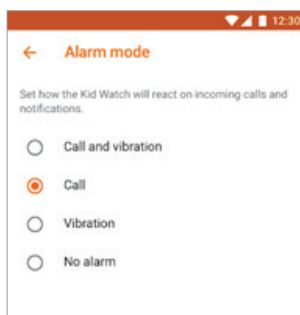 12:30
Alarm mode
Set how the Kid Watch will react on incoming calls and
notifications.
Call and vibration
Call
Vibration
No alarm